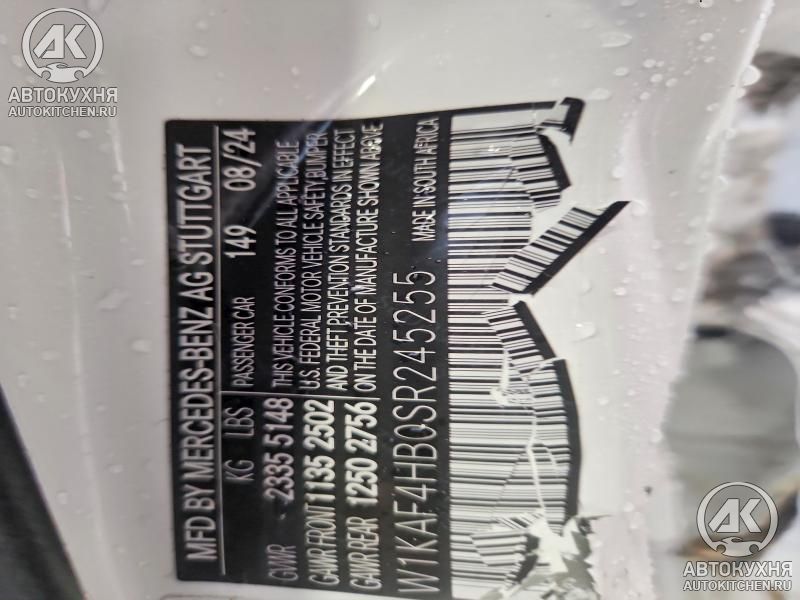 AK
АВТОКУХНЯ
AUTOKITCHEN.RU
MFD BY MERCEDES-BENZ AG STUTTGART
KG LBS PASSENGER CAR 149 08/24
GVWR 2335 5148
GAWR FRONT 1135 2502
GAWR REAR 1250 2756
THIS VEHICLE CONFORMS TO ALL APPLICABLE
U.S. FEDERAL MOTOR VEHICLE SAFETY, BUMPER
AND THEFT PREVENTION STANDARDS IN EFFECT
ON THE DATE OF MANUFACTURE SHOWN ABOVE
W1KAF4HB0SR245255 MADE IN SOUTH AFRICA
AK
АВТОКУХНЯ
AUTOKITCHEN.RU